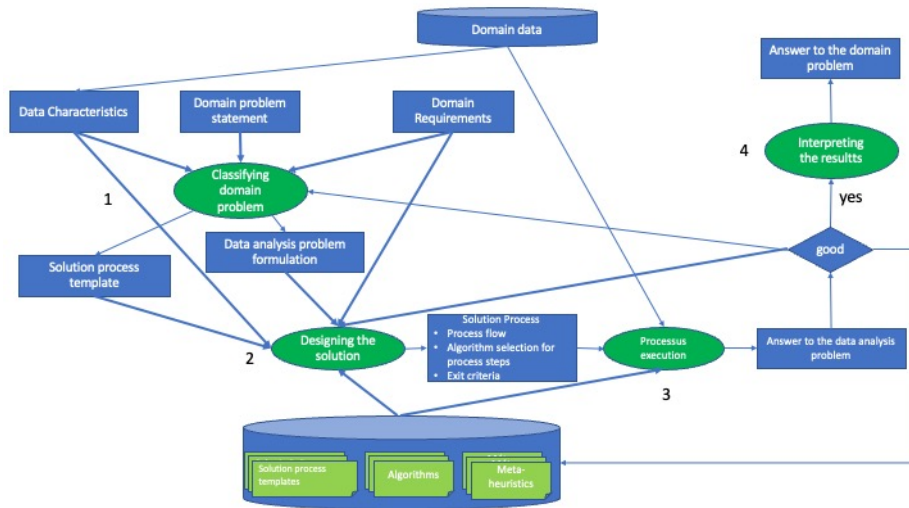 Domain data
Answer to the domain
problem
Data Characteristics
Domain problem
statement
Domain
Requirements
4
Interpreting
the resultts
1
Classifying
domain
problem
yes
Data analysis problem
formulation
good
Solution process
template
2
Designing the
solution
Solution Process
• Process flow
• Algorithm selection for
process steps
• Exit criteria
Processus
execution
Answer to the data analysis
problem
3
Solution process
templates
Algorithms
Meta-
heuristics